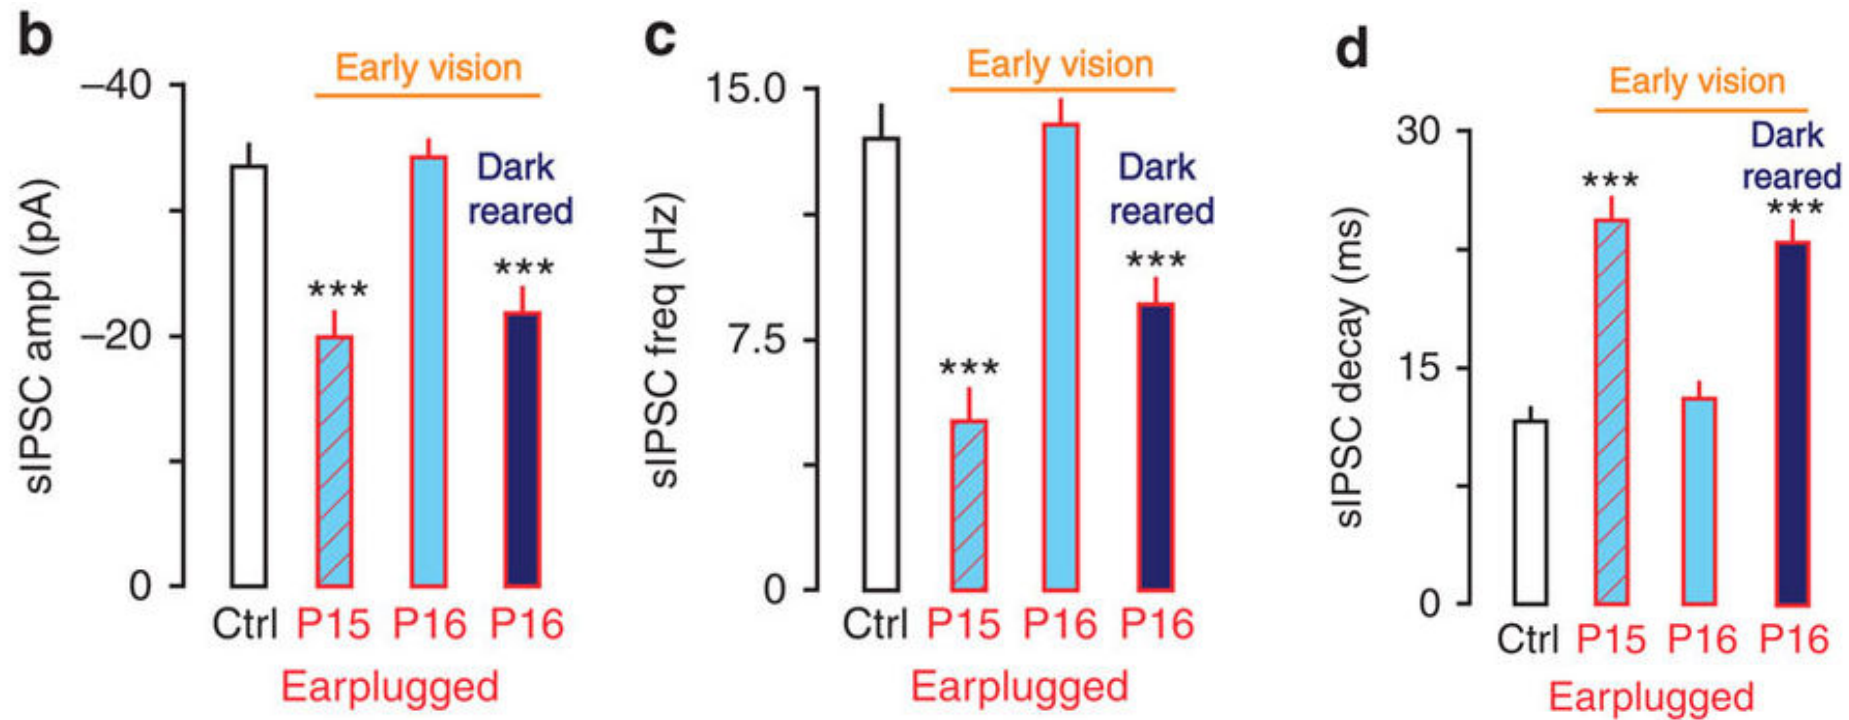 b
Early vision
−40
−20
0
sIPSC ampl (pA)
***
Dark
reared
***
Ctrl P15 P16 P16
Earplugged
c
Early vision
15.0
7.5
0
sIPSC freq (Hz)
***
Dark
reared
***
Ctrl P15 P16 P16
Earplugged
d
Early vision
30
15
0
sIPSC decay (ms)
***
Dark
reared
***
Ctrl P15 P16 P16
Earplugged